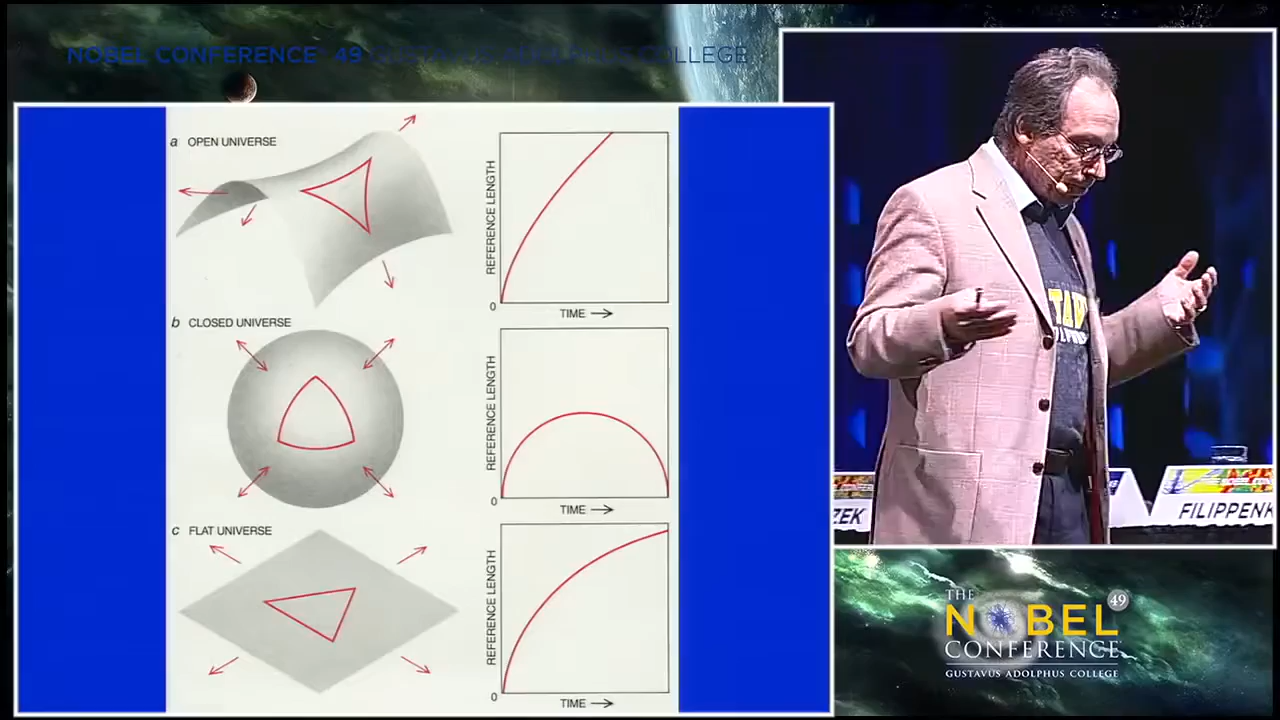 NOBEL CONFERENCE® 49 GUSTAVUS ADOLPHUS COLLEGE
a OPEN UNIVERSE
REFERENCE LENGTH
0
TIME →
b CLOSED UNIVERSE
REFERENCE LENGTH
0
TIME →
c FLAT UNIVERSE
REFERENCE LENGTH
0
TIME →
TAV
ZEK
FILIPPENK
THE
NOBEL 49
CONFERENCE
GUSTAVUS ADOLPHUS COLLEGE